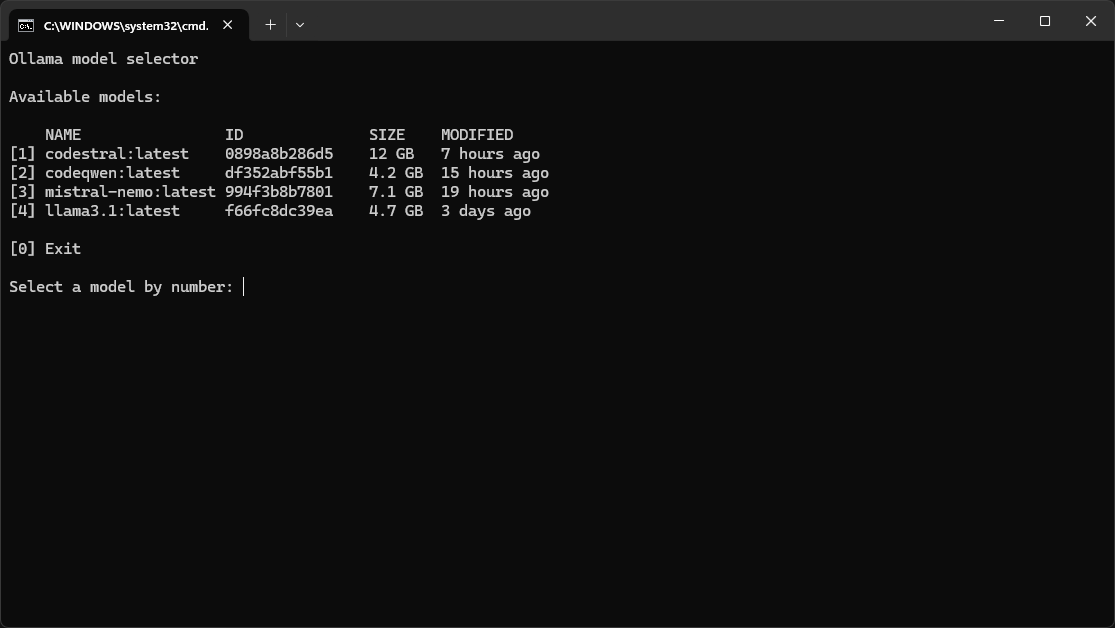 C:\WINDOWS\system32\cmd.
Ollama model selector
Available models:
NAME ID SIZE MODIFIED
[1] codestral:latest 0898a8b286d5 12 GB 7 hours ago
[2] codeqwen:latest df352abf55b1 4.2 GB 15 hours ago
[3] mistral-nemo:latest 994f3b8b7801 7.1 GB 19 hours ago
[4] llama3.1:latest f66fc8dc39ea 4.7 GB 3 days ago
[0] Exit
Select a model by number: